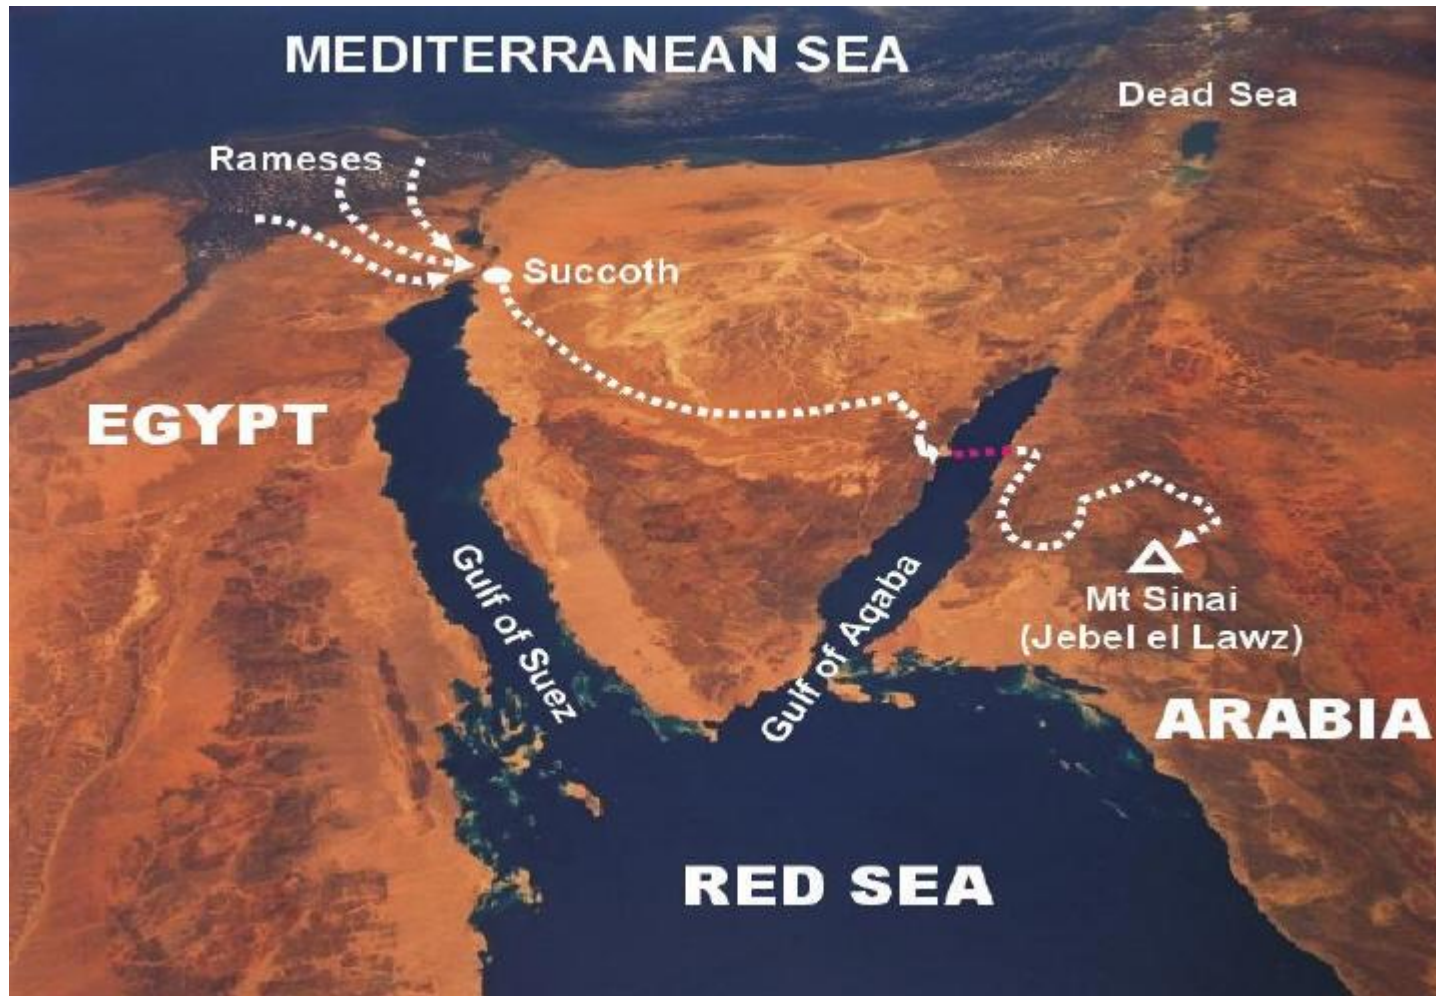 MEDITERRANEAN SEA
Dead Sea
Rameses
Succoth
EGYPT
Gulf of Suez
Gulf of Aqaba
Mt Sinai
(Jebel el Lawz)
ARABIA
RED SEA